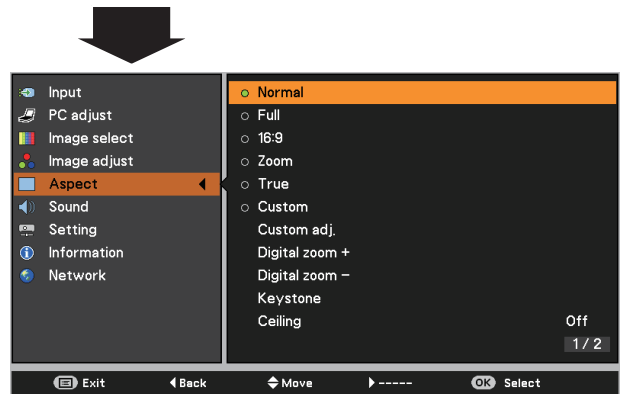 Input
PC adjust
Image select
Image adjust
Aspect
Sound
Setting
Information
Network
Normal
Full
16:9
Zoom
True
Custom
Custom adj.
Digital zoom +
Digital zoom –
Keystone
Ceiling Off
1/2
Exit Back Move ----- OK Select